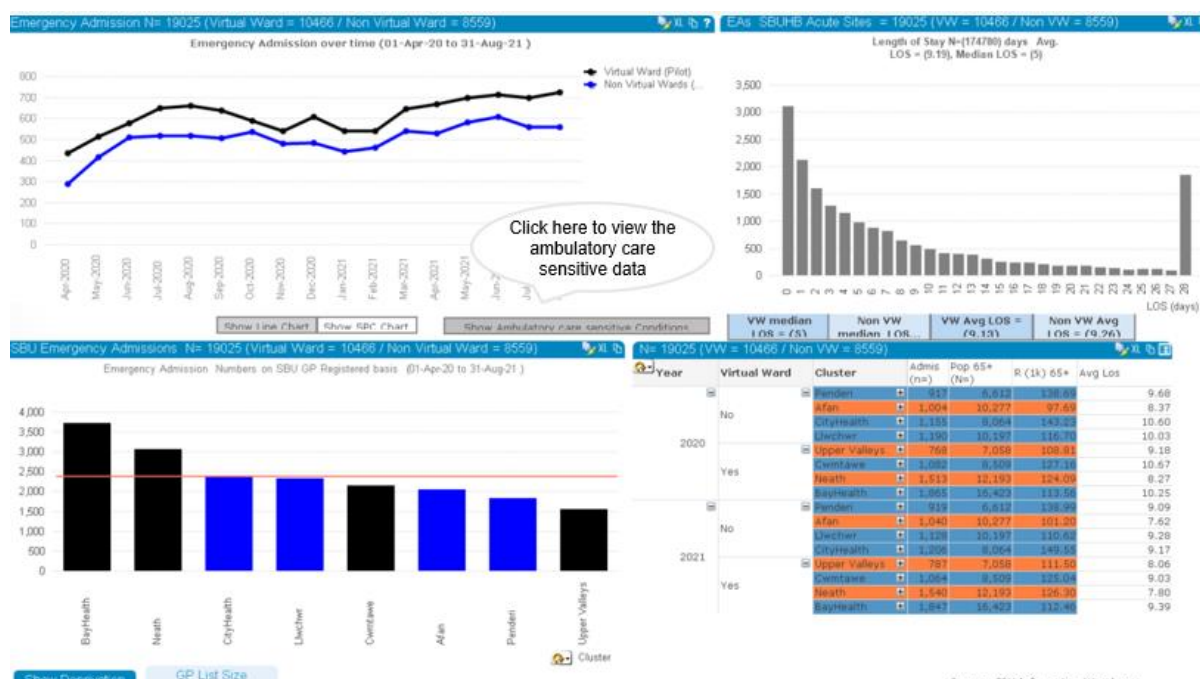 Emergency Admission N= 19025 (Virtual Ward = 10466 / Non Virtual Ward = 8559)
XL
?
Emergency Admission over time (01-Apr-20 to 31-Aug-21 )
Virtual Ward (Pilot)
Non Virtual Wards (...
800
700
600
500
400
300
200
100
0
Apr-2020
May-2020
Jun-2020
Jul-2020
Aug-2020
Sep-2020
Oct-2020
Nov-2020
Dec-2020
Jan-2021
Feb-2021
Mar-2021
Apr-2021
May-2021
Click here to view the
ambulatory care
sensitive data
Show Line Chart
Show SPC Chart
Show Ambulatory care sensitive Conditions
EAs SBUHB Acute Sites = 19025 (VW = 10466 / Non VW = 8559)
XL
Length of Stay N=(174780) days Avg.
LOS = (9.19), Median LOS = (5)
3,500
3,000
2,500
2,000
1,500
1,000
500
0
0 1 2 3 4 5 6 7 8 9 10 11 12 13 14 15 16 17 18 19 20 21 22 23 24 25 26 27 28
LOS (days)
VW median
LOS = (5)
Non VW
median LOS...
VW Avg LOS =
(9.13)
Non VW Avg
LOS = (9.26)
SBU Emergency Admissions N= 19025 (Virtual Ward = 10466 / Non Virtual Ward = 8559)
XL
Emergency Admission Numbers on SBU GP Registered basis (01-Apr-20 to 31-Aug-21 )
4,000
3,500
3,000
2,500
2,000
1,500
1,000
500
0
BayHealth
Neath
CityHealth
Llwchwr
Cwmtawe
Afan
Penderi
Upper Valleys
Cluster
Show Deprivation
GP List Size
N= 19025 (VW = 10466 / Non VW = 8559)
XL
Year Virtual Ward Cluster Admis (n=) Pop 65+ (N=) R (1k) 65+ Avg Los
2020 No Penderi 917 6,612 138.69 9.68
Afan 1,004 10,277 97.69 8.37
CityHealth 1,155 8,064 143.23 10.60
Llwchwr 1,190 10,197 116.70 10.03
Yes Upper Valleys 768 7,058 108.81 9.18
Cwmtawe 1,082 8,509 127.16 10.67
Neath 1,513 12,193 124.09 8.27
BayHealth 1,865 16,423 113.56 10.25
2021 No Penderi 919 6,612 138.99 9.09
Afan 1,040 10,277 101.20 7.62
Llwchwr 1,128 10,197 110.62 9.28
CityHealth 1,206 8,064 149.55 9.17
Yes Upper Valleys 787 7,058 111.50 8.06
Cwmtawe 1,064 8,509 125.04 9.03
Neath 1,540 12,193 126.30 7.80
BayHealth 1,847 16,423 112.46 9.39